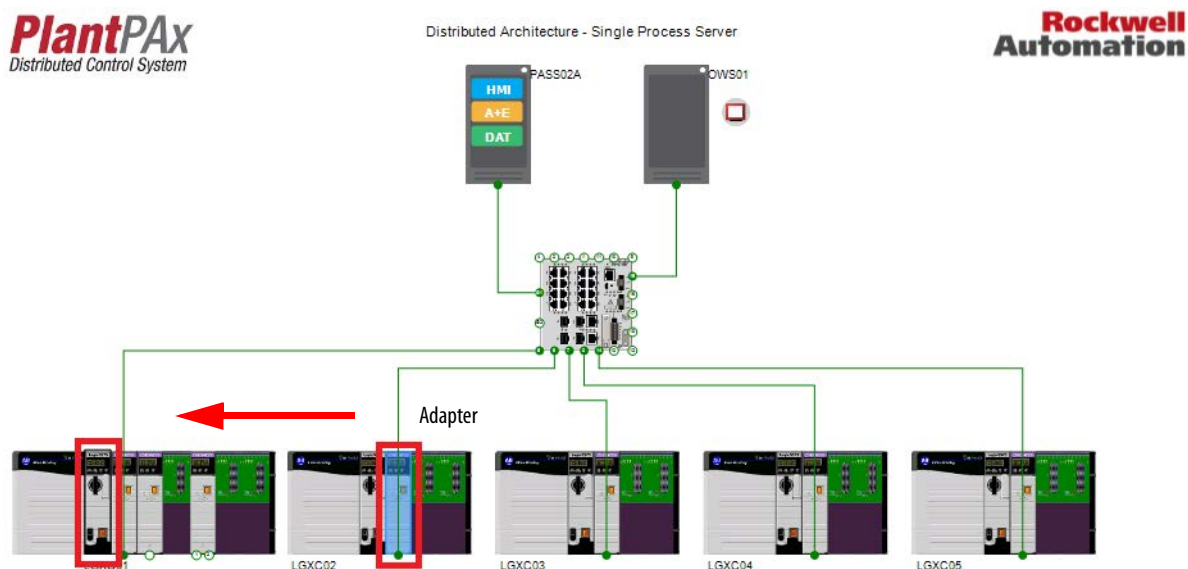 PlantPAx
Distributed Control System
Distributed Architecture - Single Process Server
Rockwell
Automation
PASS02A
OWS01
HMI
A+E
DAT
Adapter
LGXC02
LGXC03
LGXC04
LGXC05